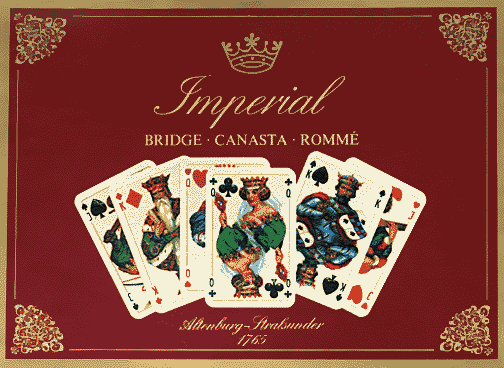 Imperial
BRIDGE · CANASTA · ROMMÉ
J K Q Q K J
Altenburg-Stralsunder
1765